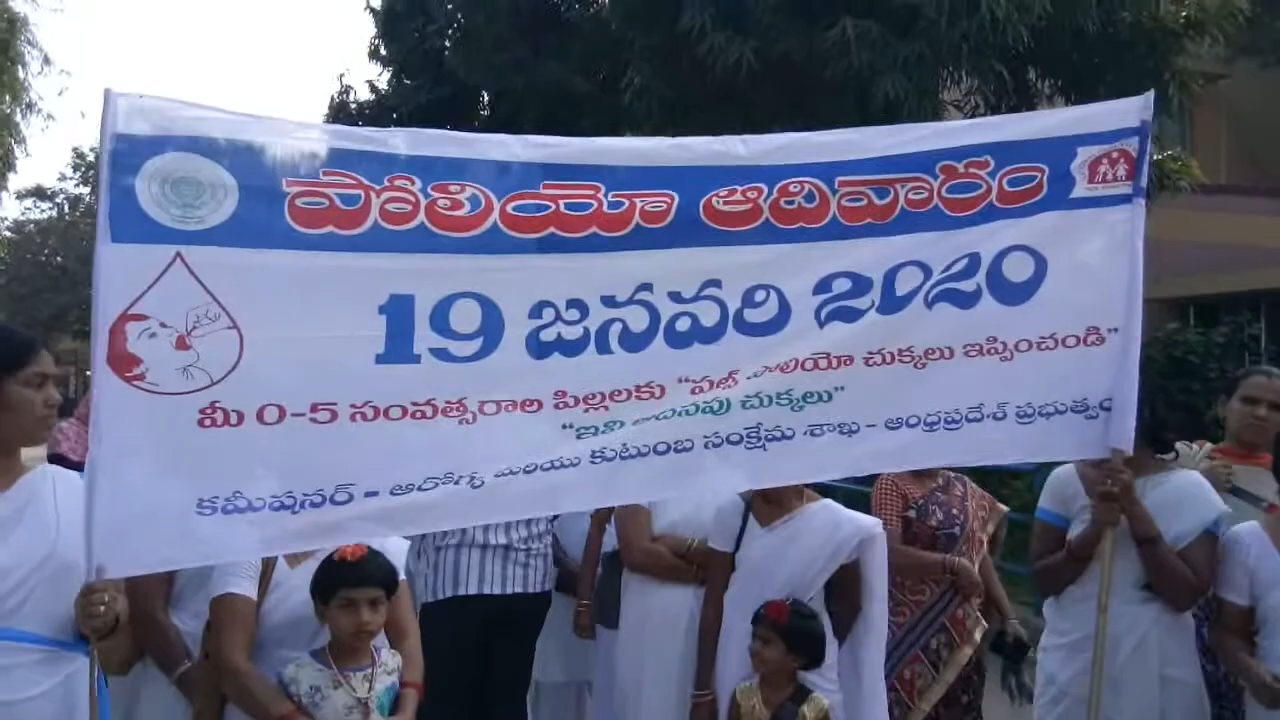 పోలియో ఆదివారం
19 జనవరి 2020
మీ 0-5 సంవత్సరాల పిల్లలకు “పల్స్ పోలియో చుక్కలు ఇప్పించండి”
“ఇవి అదనపు చుక్కలు”
కమీషనర్ - ఆరోగ్య మరియు కుటుంబ సంక్షేమ శాఖ - ఆంధ్రప్రదేశ్ ప్రభుత్వం